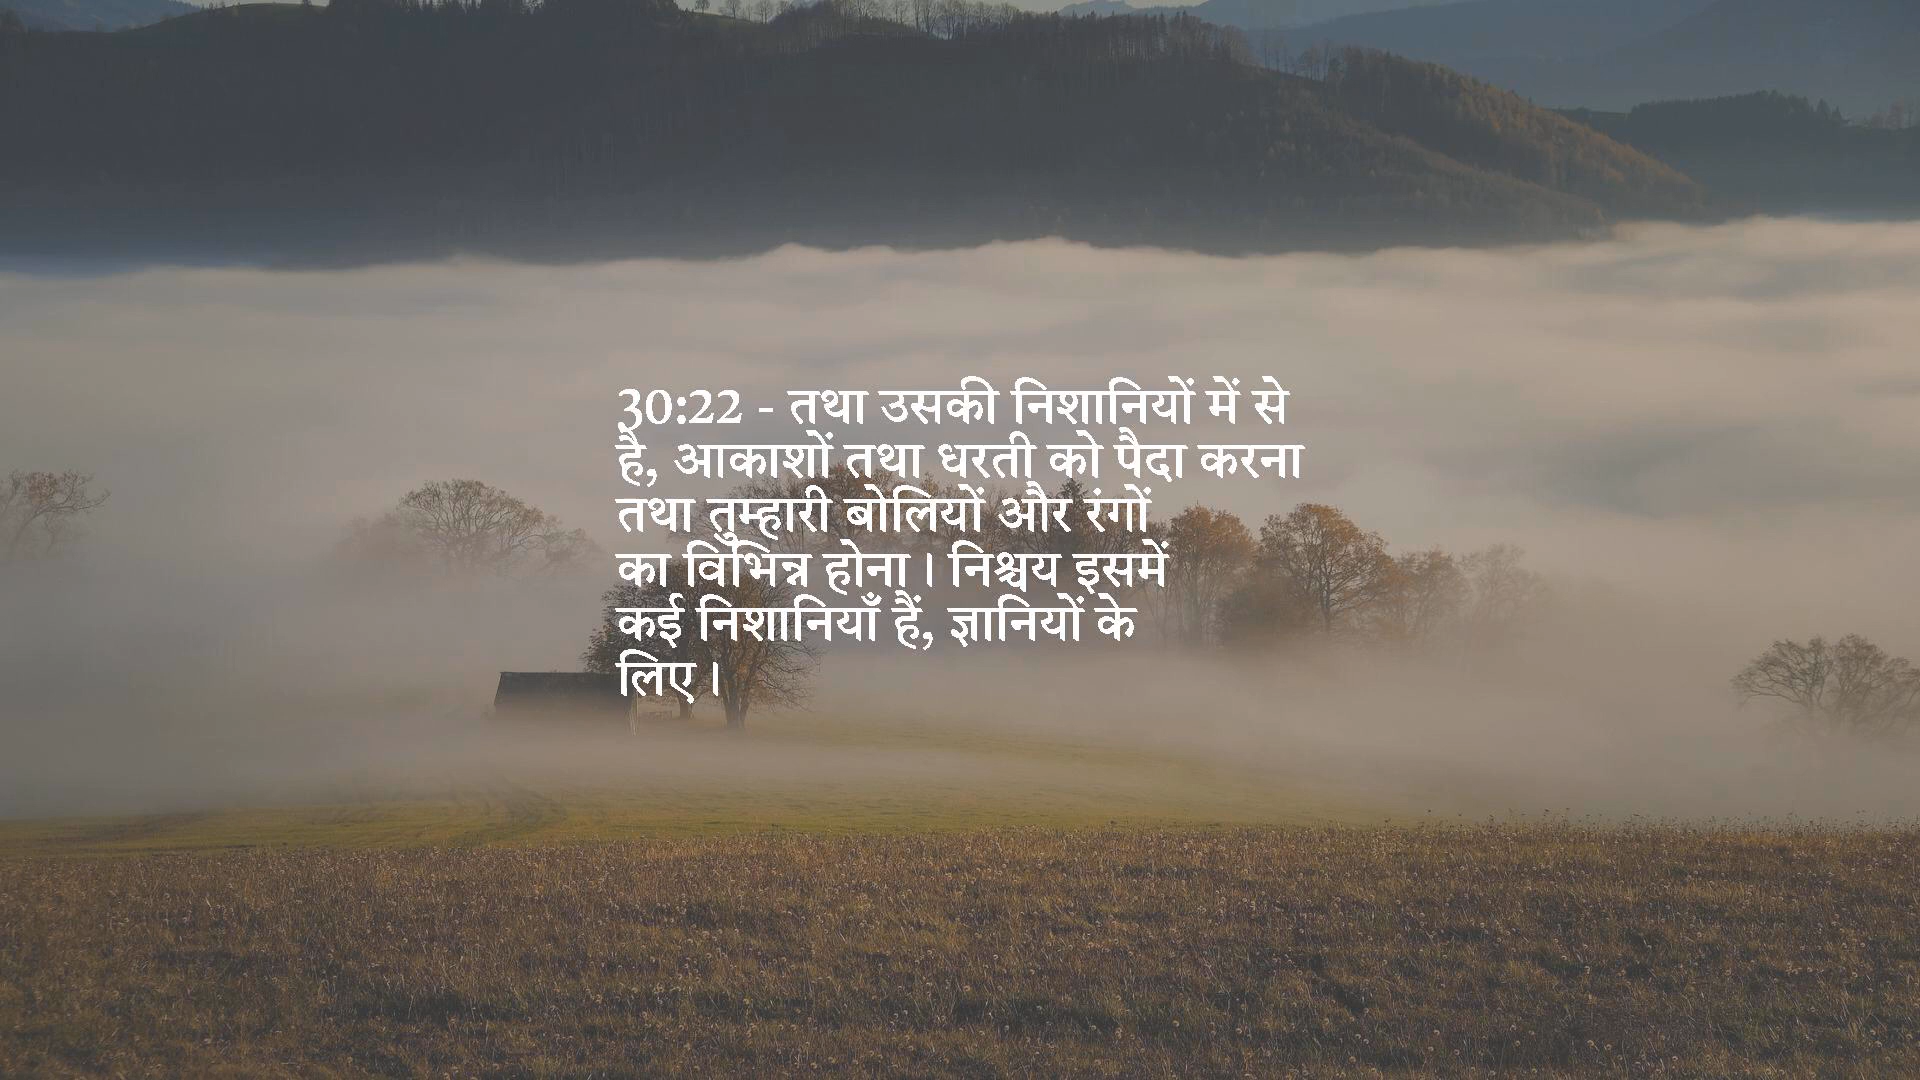 30:22 - तथा उसकी निशानियों में से
है, आकाशों तथा धरती को पैदा करना
तथा तुम्हारी बोलियों और रंगों
का विभिन्न होना। निश्चय इसमें
कई निशानियाँ हैं, ज्ञानियों के
लिए।